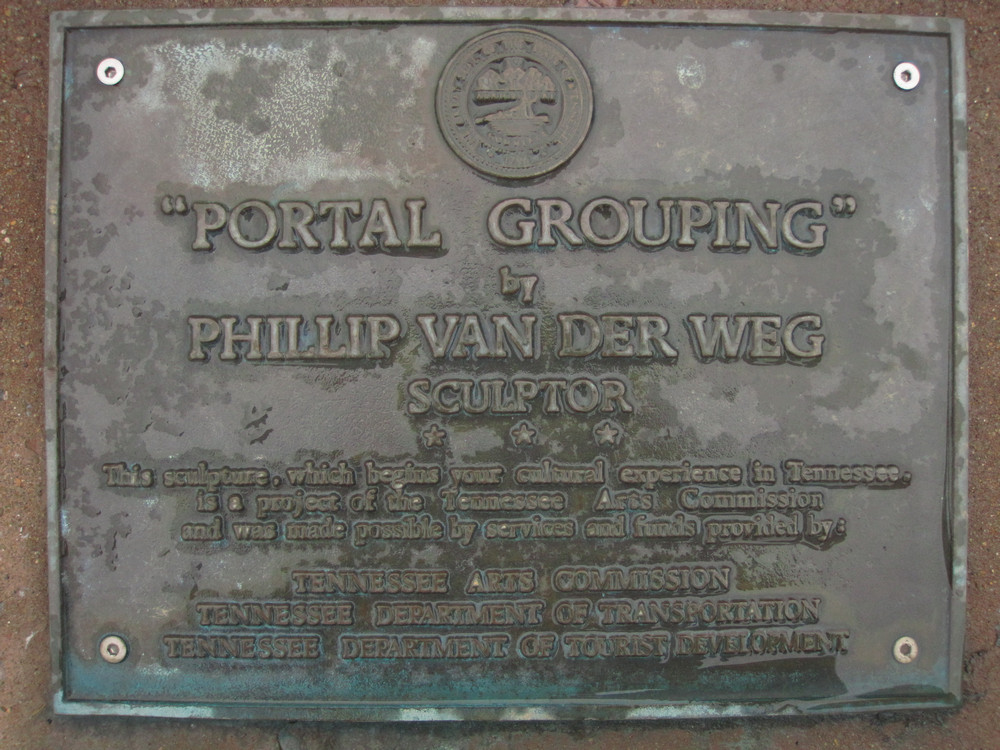 “PORTAL GROUPING”
by
PHILLIP VAN DER WEG
SCULPTOR
This sculpture, which begins your cultural experience in Tennessee,
is a project of the Tennessee Arts Commission
and was made possible by services and funds provided by:
TENNESSEE ARTS COMMISSION
TENNESSEE DEPARTMENT OF TRANSPORTATION
TENNESSEE DEPARTMENT OF TOURIST DEVELOPMENT